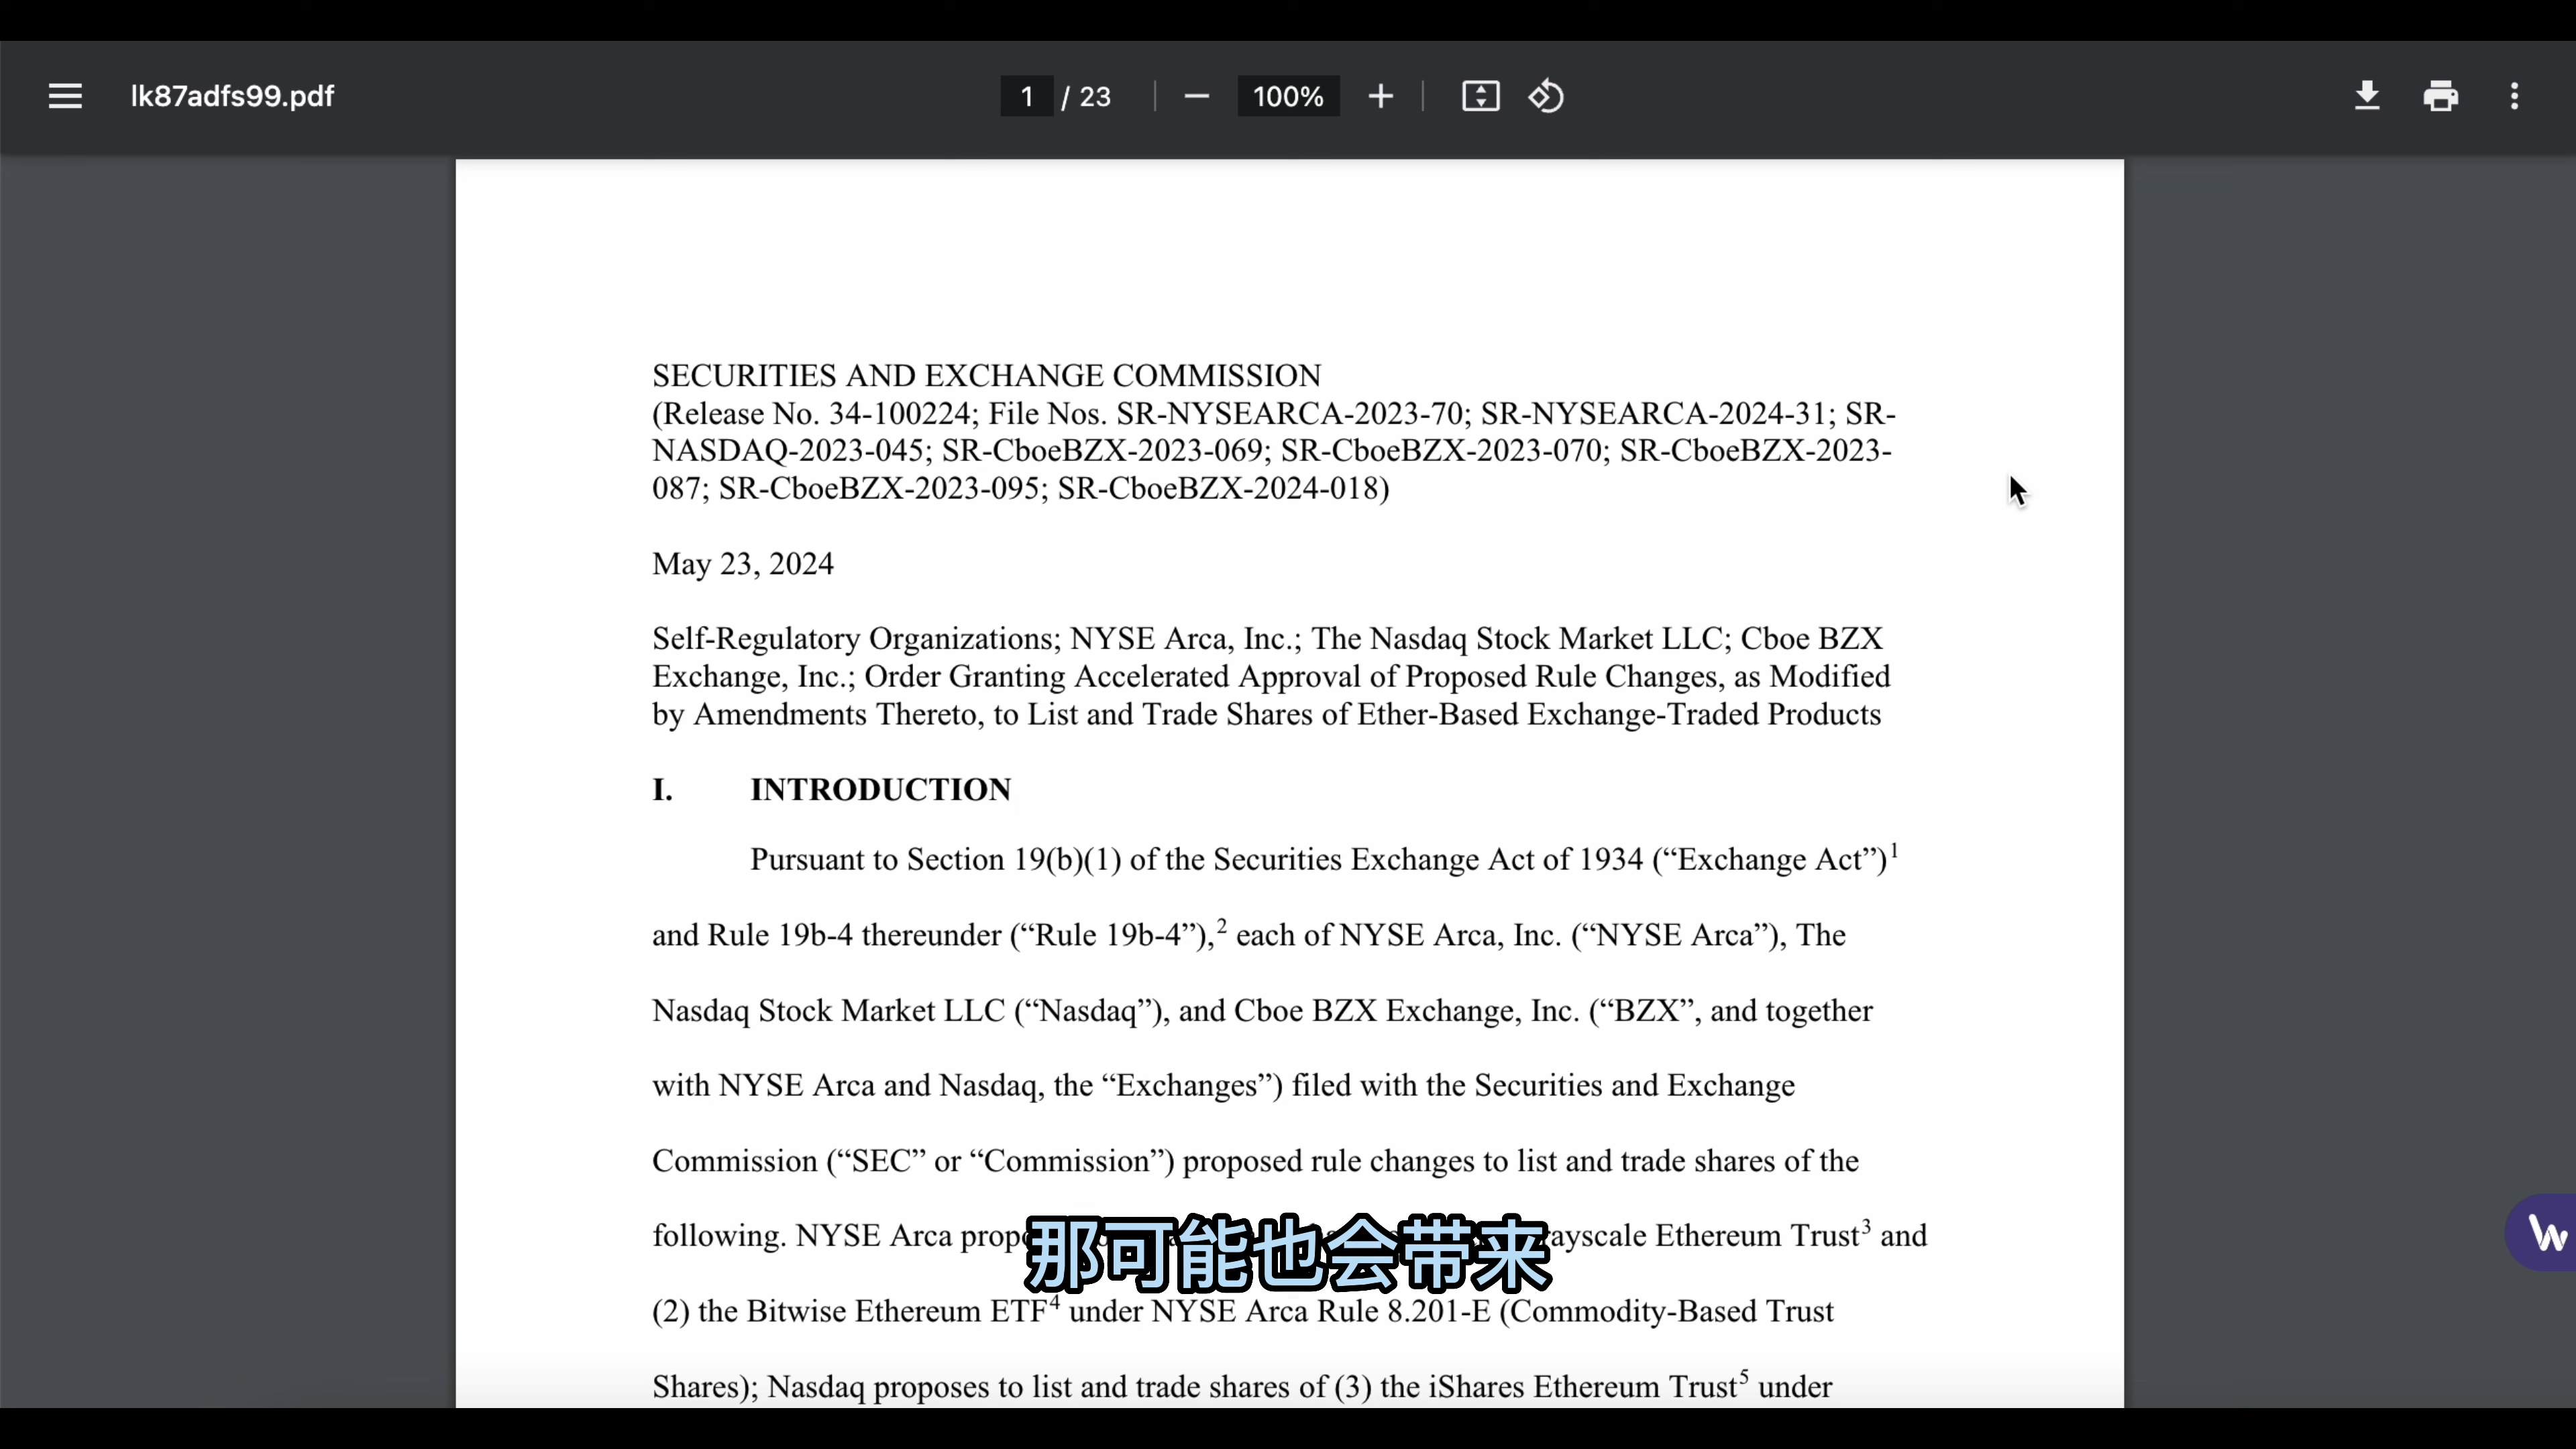 lk87adfs99.pdf
1 / 23
100%
SECURITIES AND EXCHANGE COMMISSION
(Release No. 34-100224; File Nos. SR-NYSEARCA-2023-70; SR-NYSEARCA-2024-31; SR-
NASDAQ-2023-045; SR-CboeBZX-2023-069; SR-CboeBZX-2023-070; SR-CboeBZX-2023-
087; SR-CboeBZX-2023-095; SR-CboeBZX-2024-018)
May 23, 2024
Self-Regulatory Organizations; NYSE Arca, Inc.; The Nasdaq Stock Market LLC; Cboe BZX
Exchange, Inc.; Order Granting Accelerated Approval of Proposed Rule Changes, as Modified
by Amendments Thereto, to List and Trade Shares of Ether-Based Exchange-Traded Products
I. INTRODUCTION
Pursuant to Section 19(b)(1) of the Securities Exchange Act of 1934 (“Exchange Act”)1
and Rule 19b-4 thereunder (“Rule 19b-4”),2 each of NYSE Arca, Inc. (“NYSE Arca”), The
Nasdaq Stock Market LLC (“Nasdaq”), and Cboe BZX Exchange, Inc. (“BZX”, and together
with NYSE Arca and Nasdaq, the “Exchanges”) filed with the Securities and Exchange
Commission (“SEC” or “Commission”) proposed rule changes to list and trade shares of the
following. NYSE Arca Ethereum Trust3 and
那可能也会带来
(2) the Bitwise Ethereum ETF4 under NYSE Arca Rule 8.201-E (Commodity-Based Trust
Shares); Nasdaq proposes to list and trade shares of (3) the iShares Ethereum Trust5 under